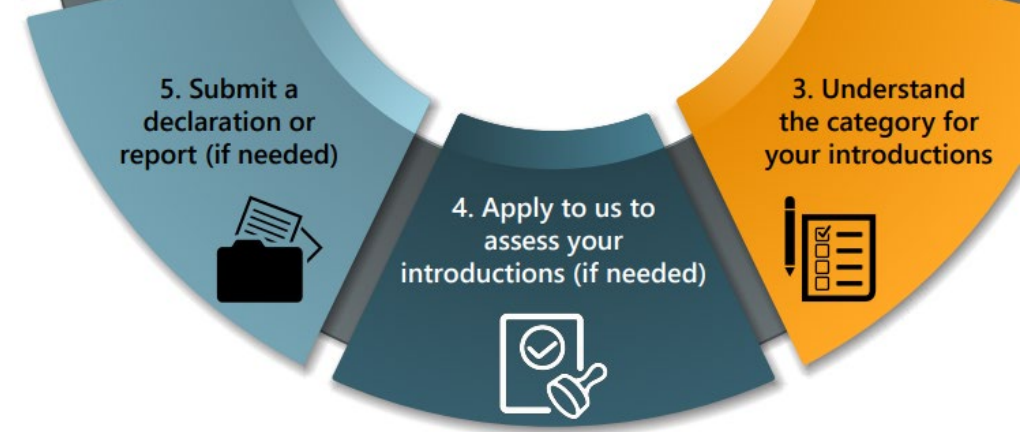 3. Understand
the category for
your introductions
4. Apply to us to
assess your
introductions (if needed)
5. Submit a
declaration or
report (if needed)